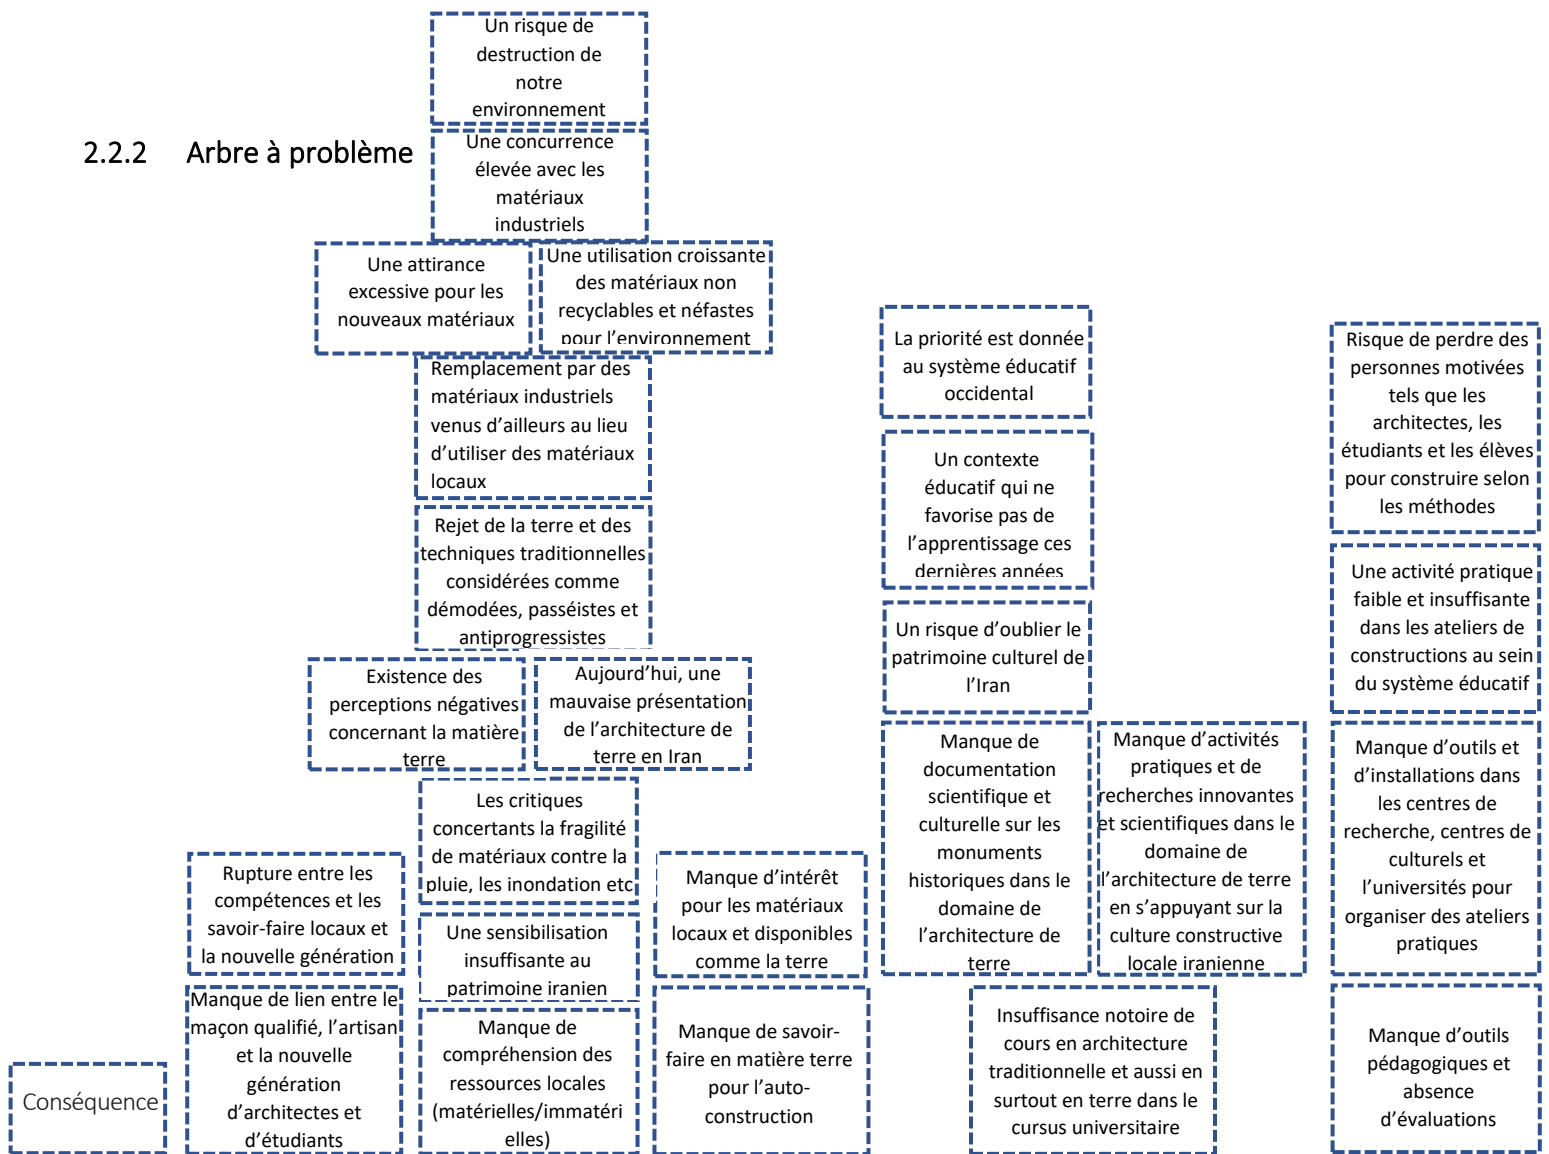 Un risque de
destruction de
notre
environnement
2.2.2 Arbre à problème
Une concurrence
élevée avec les
matériaux
industriels
Une attirance
excessive pour les
nouveaux matériaux
Une utilisation croissante
des matériaux non
recyclables et néfastes
pour l'environnement
Remplacement par des
matériaux industriels
venus d'ailleurs au lieu
d'utiliser des matériaux
locaux
Rejet de la terre et des
techniques traditionnelles
considérées comme
démodées, passéistes et
antiprogressistes
Existence des
perceptions négatives
concernant la matière
terre
Aujourd'hui, une
mauvaise présentation
de l'architecture de
terre en Iran
Les critiques
concertants la fragilité
de matériaux contre la
pluie, les inondation etc
Rupture entre les
compétences et les
savoir-faire locaux et
la nouvelle génération
Une sensibilisation
insuffisante au
patrimoine iranien
Manque d'intérêt
pour les matériaux
locaux et disponibles
comme la terre
Conséquence
Manque de lien entre le
maçon qualifié, l'artisan
et la nouvelle
génération
d'architectes et
d'étudiants
Manque de
compréhension des
ressources locales
(matérielles/immatéri
elles)
Manque de savoir-
faire en matière terre
pour l'auto-
construction
La priorité est donnée
au système éducatif
occidental
Un contexte
éducatif qui ne
favorise pas de
l'apprentissage ces
dernières années
Un risque d'oublier le
patrimoine culturel de
l'Iran
Manque de
documentation
scientifique et
culturelle sur les
monuments
historiques dans le
domaine de
l'architecture de
terre
Manque d'activités
pratiques et de
recherches innovantes
et scientifiques dans le
domaine de
l'architecture de terre
en s'appuyant sur la
culture constructive
locale iranienne
Insuffisance notoire de
cours en architecture
traditionnelle et aussi en
surtout en terre dans le
cursus universitaire
Risque de perdre des
personnes motivées
tels que les
architectes, les
étudiants et les élèves
pour construire selon
les méthodes
Une activité pratique
faible et insuffisante
dans les ateliers de
constructions au sein
du système éducatif
Manque d'outils et
d'installations dans
les centres de
recherche, centres de
culturels et
l'universités pour
organiser des ateliers
pratiques
Manque d'outils
pédagogiques et
absence
d'évaluations